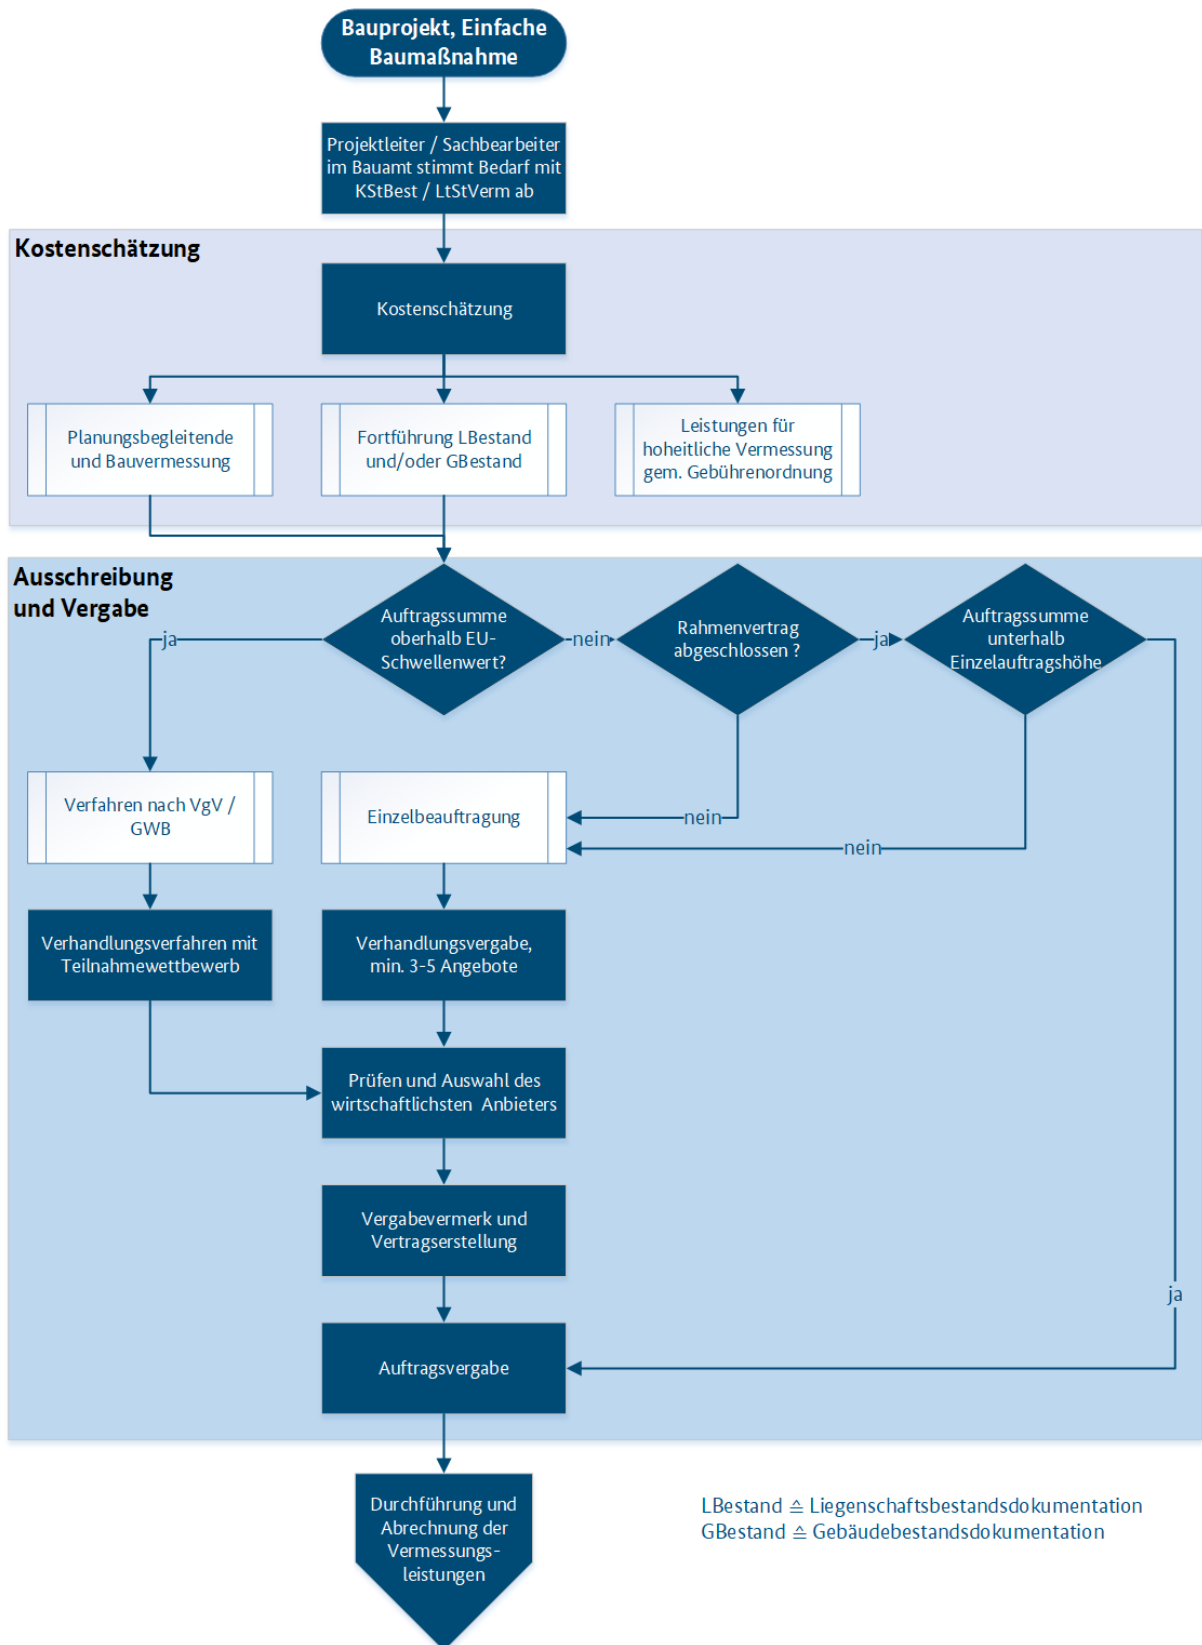 Bauprojekt, Einfache
Baumaßnahme
Projektleiter / Sachbearbeiter
im Bauamt stimmt Bedarf mit
KStBest / LtStVerm ab
Kostenschätzung
Kostenschätzung
Planungsbegleitende
und Bauvermessung
Fortführung LBestand
und/oder GBestand
Leistungen für
hoheitliche Vermessung
gem. Gebührenordnung
Ausschreibung
und Vergabe
Auftragssumme
oberhalb EU-
Schwellenwert?
Rahmenvertrag
abgeschlossen ?
Auftragssumme
unterhalb
Einzelauftragshöhe
ja
nein
ja
Verfahren nach VgV /
GWB
Einzelbeauftragung
nein
nein
Verhandlungsverfahren mit
Teilnahmewettbewerb
Verhandlungsvergabe,
min. 3-5 Angebote
Prüfen und Auswahl des
wirtschaftlichsten Anbieters
Vergabevermerk und
Vertragserstellung
ja
Auftragsvergabe
Durchführung und
Abrechnung der
Vermessungs-
leistungen
LBestand ≙ Liegenschaftsbestandsdokumentation
GBestand ≙ Gebäudebestandsdokumentation